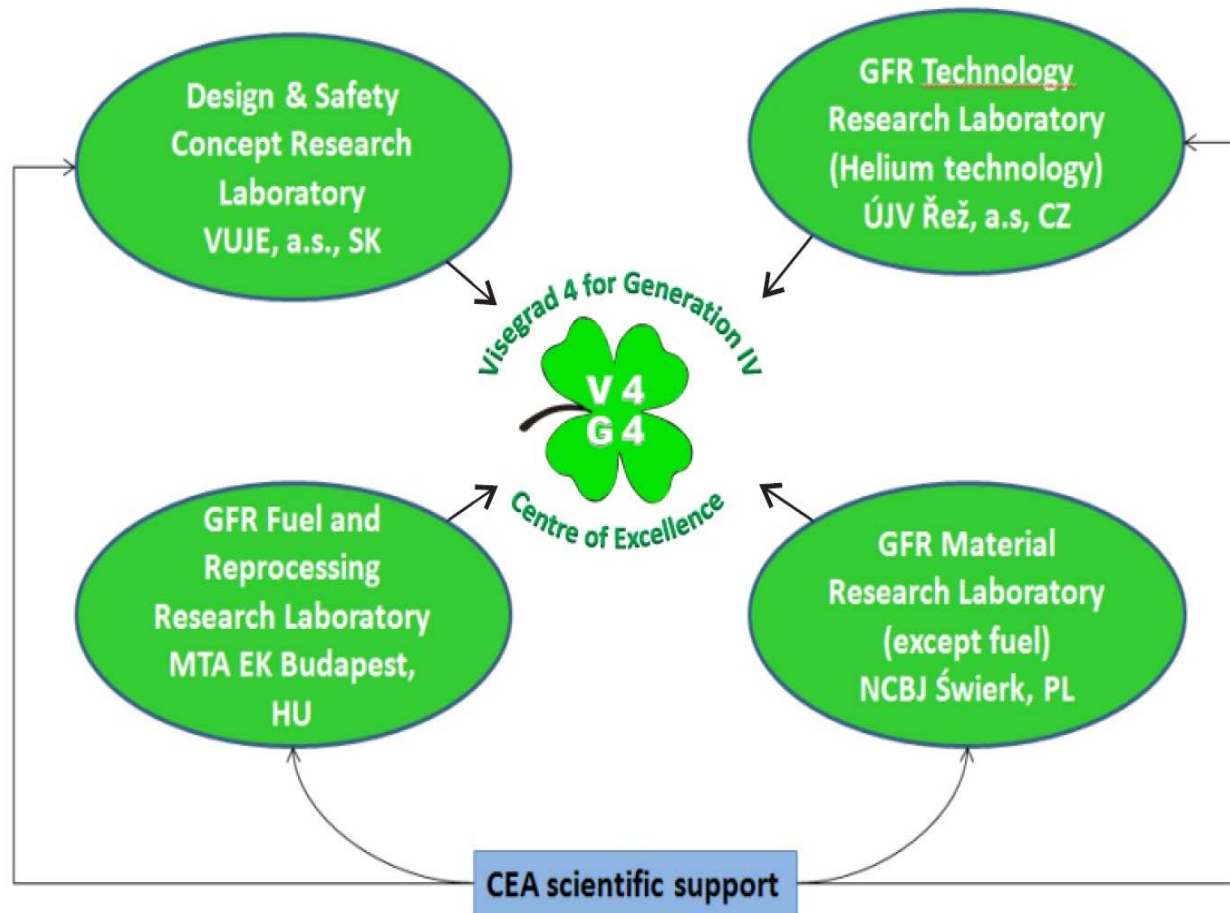 Design & Safety
Concept Research
Laboratory
VUJE, a.s., SK
GFR Technology
Research Laboratory
(Helium technology)
ÚJV Řež, a.s, CZ
Visegrad 4 for Generation IV
V 4
G 4
Centre of Excellence
GFR Fuel and
Reprocessing
Research Laboratory
MTA EK Budapest,
HU
GFR Material
Research Laboratory
(except fuel)
NCBJ Świerk, PL
CEA scientific support